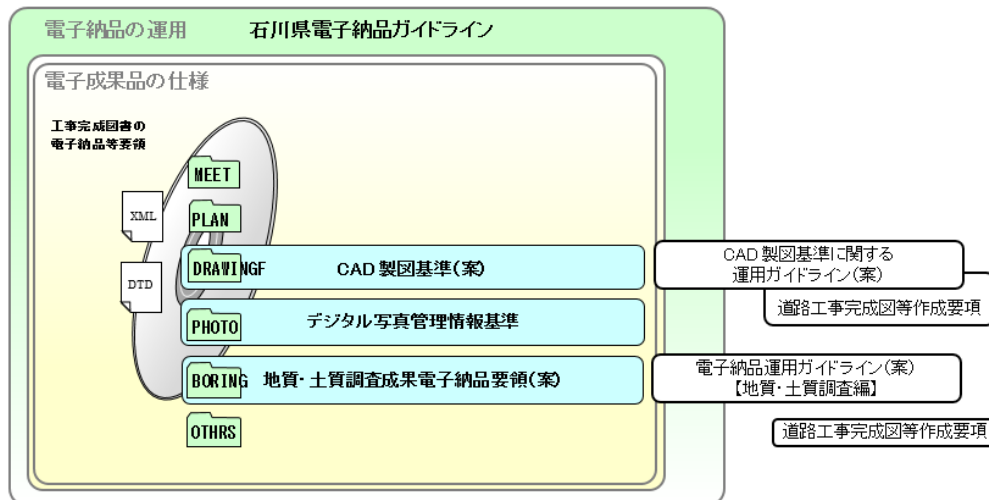 電子納品の運用 石川県電子納品ガイドライン
電子成果品の仕様
工事完成図書の
電子納品等要領
MEET
XML
PLAN
DTD
DRAWINGF CAD 製図基準(案)
CAD 製図基準に関する
運用ガイドライン(案)
道路工事完成図等作成要項
PHOTO デジタル写真管理情報基準
BORING 地質・土質調査成果電子納品要領(案)
電子納品運用ガイドライン(案)
【地質・土質調査編】
OTHRS
道路工事完成図等作成要項